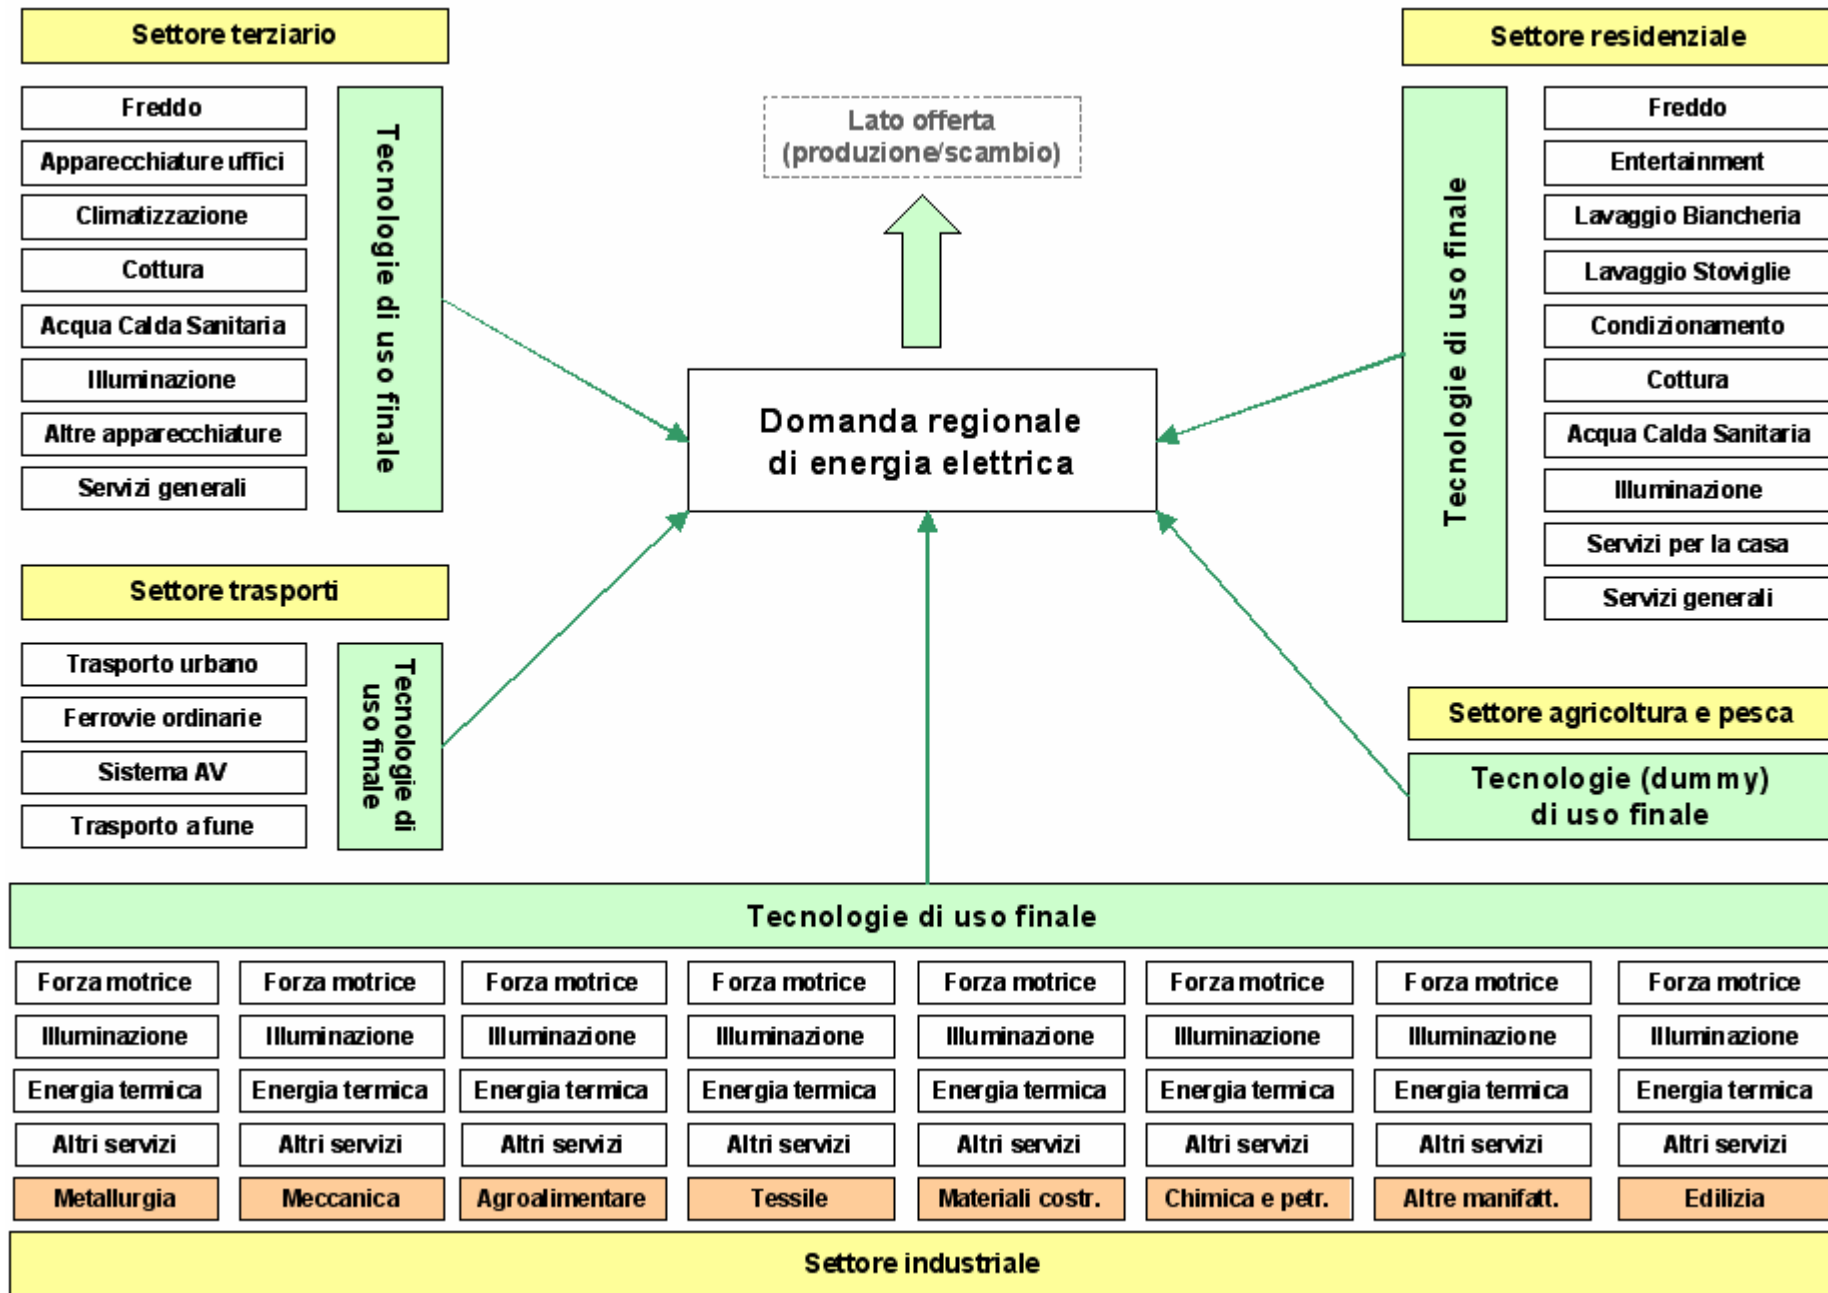 Settore terziario
Freddo
Apparecchiature uffici
Climatizzazione
Cottura
Acqua Calda Sanitaria
Illuminazione
Altre apparecchiature
Servizi generali
Tecnologie di uso finale
Lato offerta
(produzione/scambio)
Settore residenziale
Tecnologie di uso finale
Freddo
Entertainment
Lavaggio Biancheria
Lavaggio Stoviglie
Condizionamento
Cottura
Acqua Calda Sanitaria
Illuminazione
Servizi per la casa
Servizi generali
Domanda regionale
di energia elettrica
Settore trasporti
Trasporto urbano
Ferrovie ordinarie
Sistema AV
Trasporto a fune
Tecnologie di
uso finale
Settore agricoltura e pesca
Tecnologie (dummy)
di uso finale
Tecnologie di uso finale
Forza motrice Forza motrice Forza motrice Forza motrice Forza motrice Forza motrice Forza motrice Forza motrice
Illuminazione Illuminazione Illuminazione Illuminazione Illuminazione Illuminazione Illuminazione Illuminazione
Energia termica Energia termica Energia termica Energia termica Energia termica Energia termica Energia termica Energia termica
Altri servizi Altri servizi Altri servizi Altri servizi Altri servizi Altri servizi Altri servizi Altri servizi
Metallurgia Meccanica Agroalimentare Tessile Materiali costr. Chimica e petr. Altre manifatt. Edilizia
Settore industriale